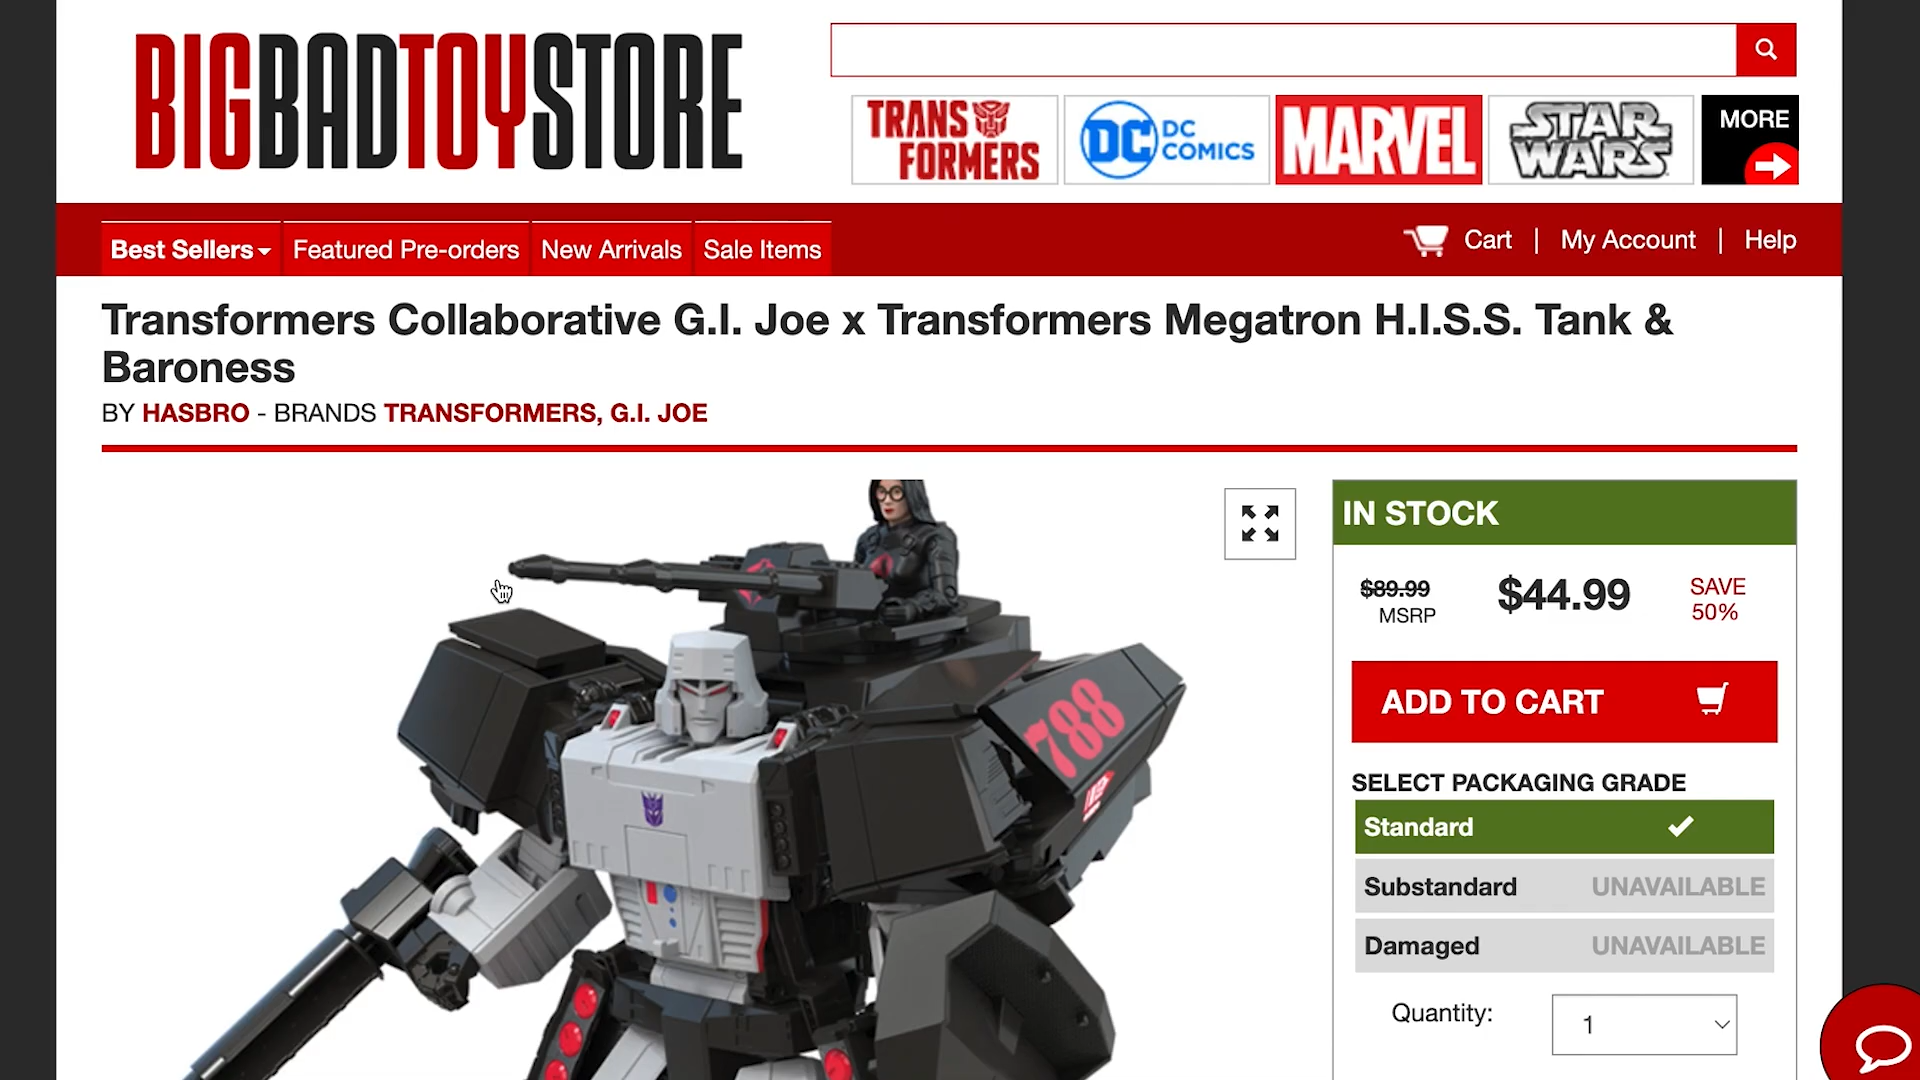 BIGBADTOYSTORE
TRANSFORMERS
DC DC COMICS
MARVEL
STAR WARS
MORE
Best Sellers
Featured Pre-orders
New Arrivals
Sale Items
Cart | My Account | Help
Transformers Collaborative G.I. Joe x Transformers Megatron H.I.S.S. Tank &
Baroness
BY HASBRO - BRANDS TRANSFORMERS, G.I. JOE
IN STOCK
$89.99
MSRP
$44.99
SAVE
50%
ADD TO CART
SELECT PACKAGING GRADE
Standard
Substandard UNAVAILABLE
Damaged UNAVAILABLE
Quantity: 1
788